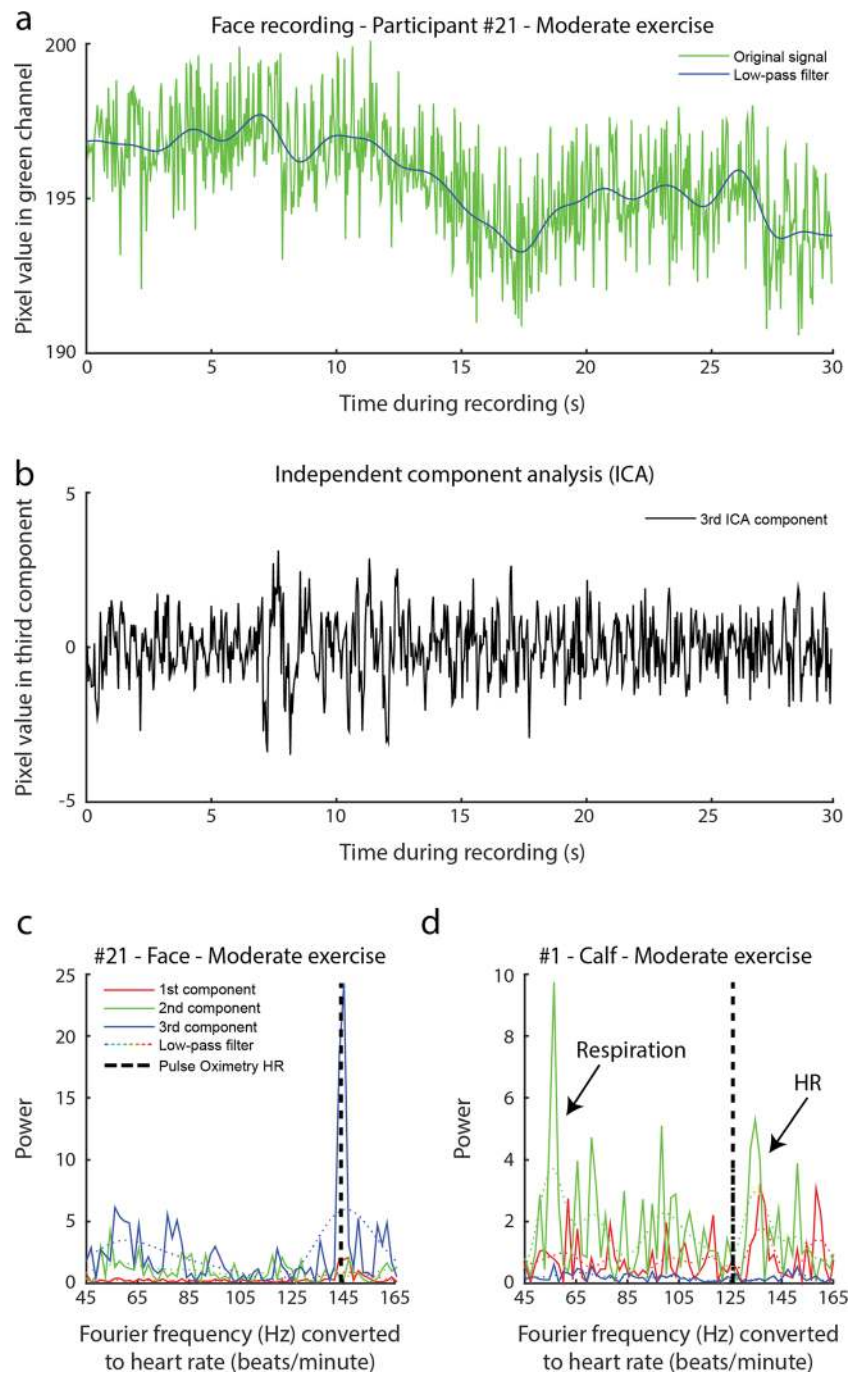 a
Face recording - Participant #21 - Moderate exercise
Original signal
Low-pass filter
Pixel value in green channel
200
195
190
0 5 10 15 20 25 30
Time during recording (s)
b
Independent component analysis (ICA)
3rd ICA component
Pixel value in third component
5
0
-5
0 5 10 15 20 25 30
Time during recording (s)
c
#21 - Face - Moderate exercise
1st component
2nd component
3rd component
Low-pass filter
Pulse Oximetry HR
Power
25
20
15
10
5
0
45 65 85 105 125 145 165
Fourier frequency (Hz) converted
to heart rate (beats/minute)
d
#1 - Calf - Moderate exercise
Respiration
HR
Power
10
8
6
4
2
0
45 65 85 105 125 145 165
Fourier frequency (Hz) converted
to heart rate (beats/minute)